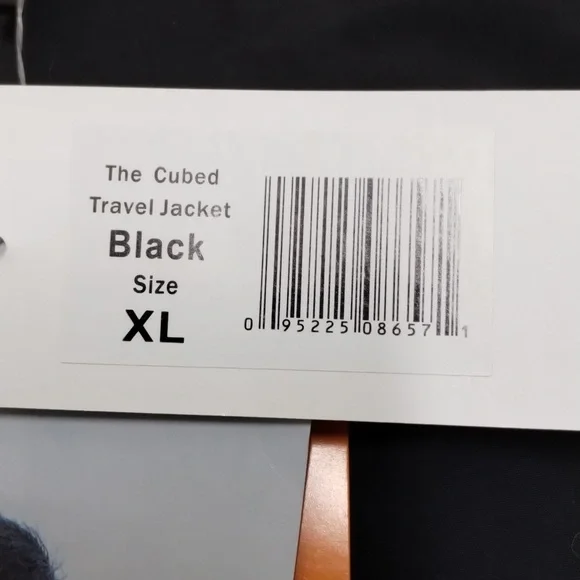 The Cubed
Travel Jacket
Black
Size
XL
0 95225 08657 1